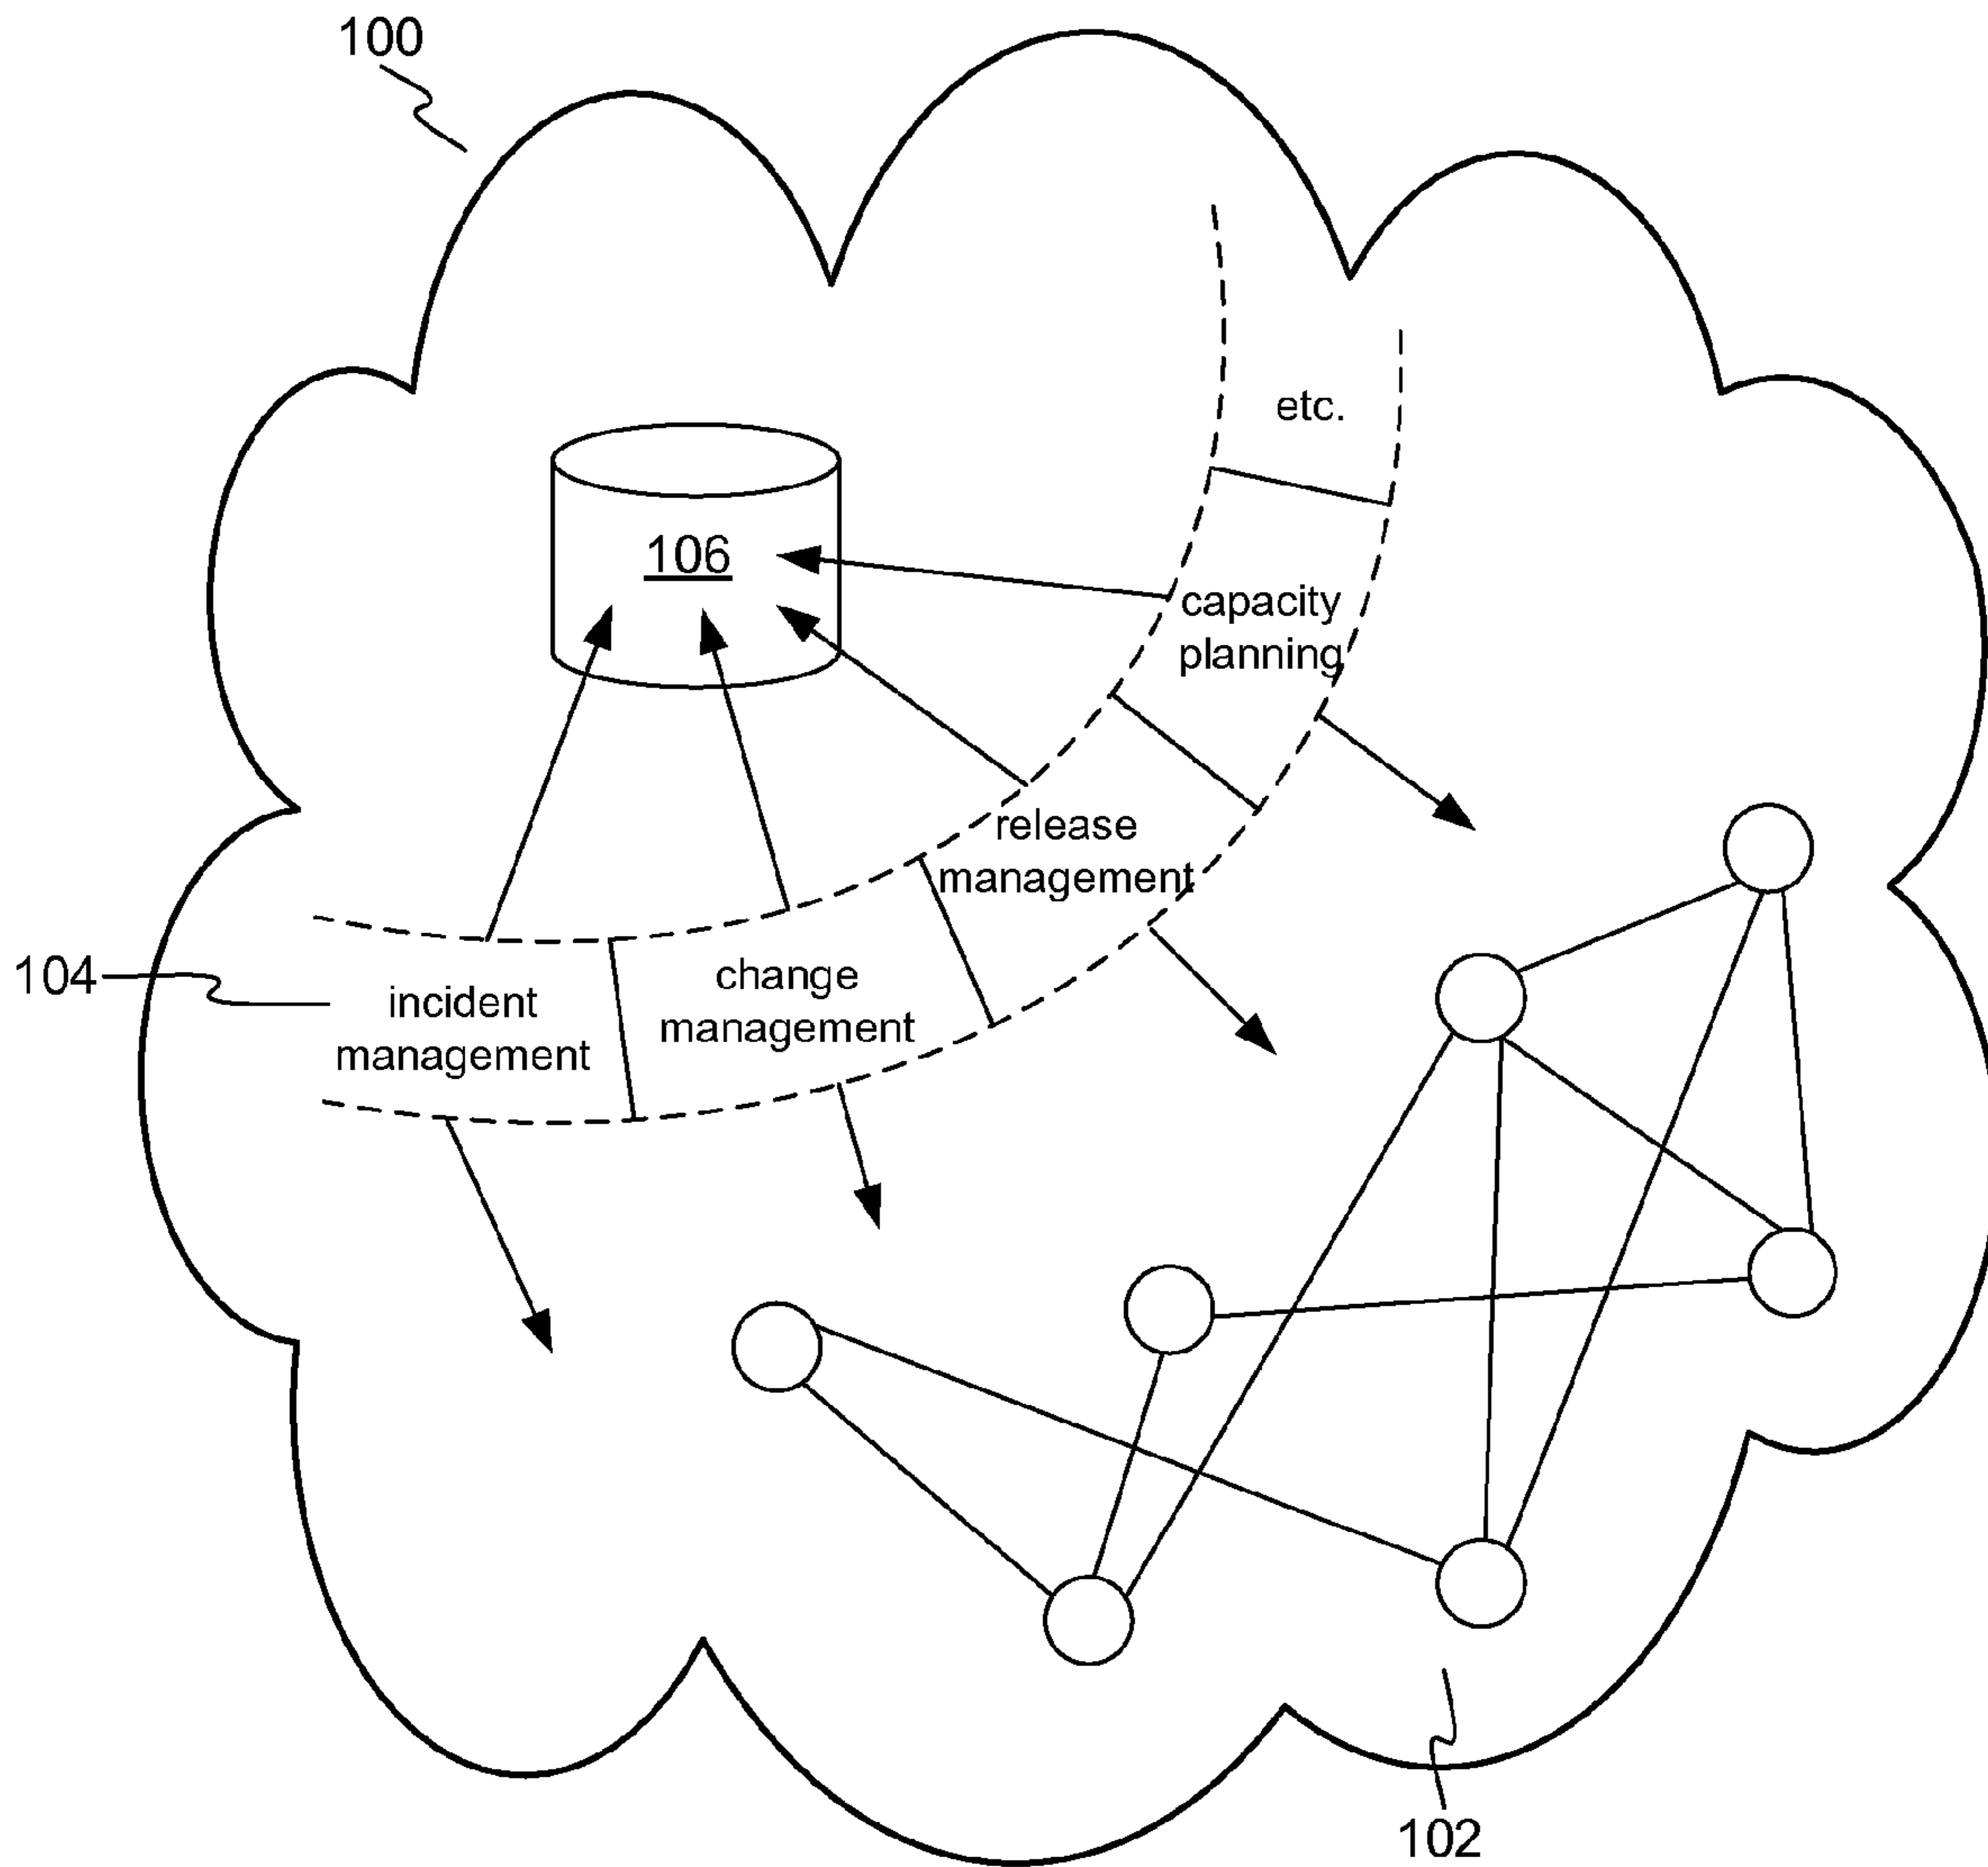 100
etc.
106
capacity
planning
release
management
104
change
management
incident
management
102